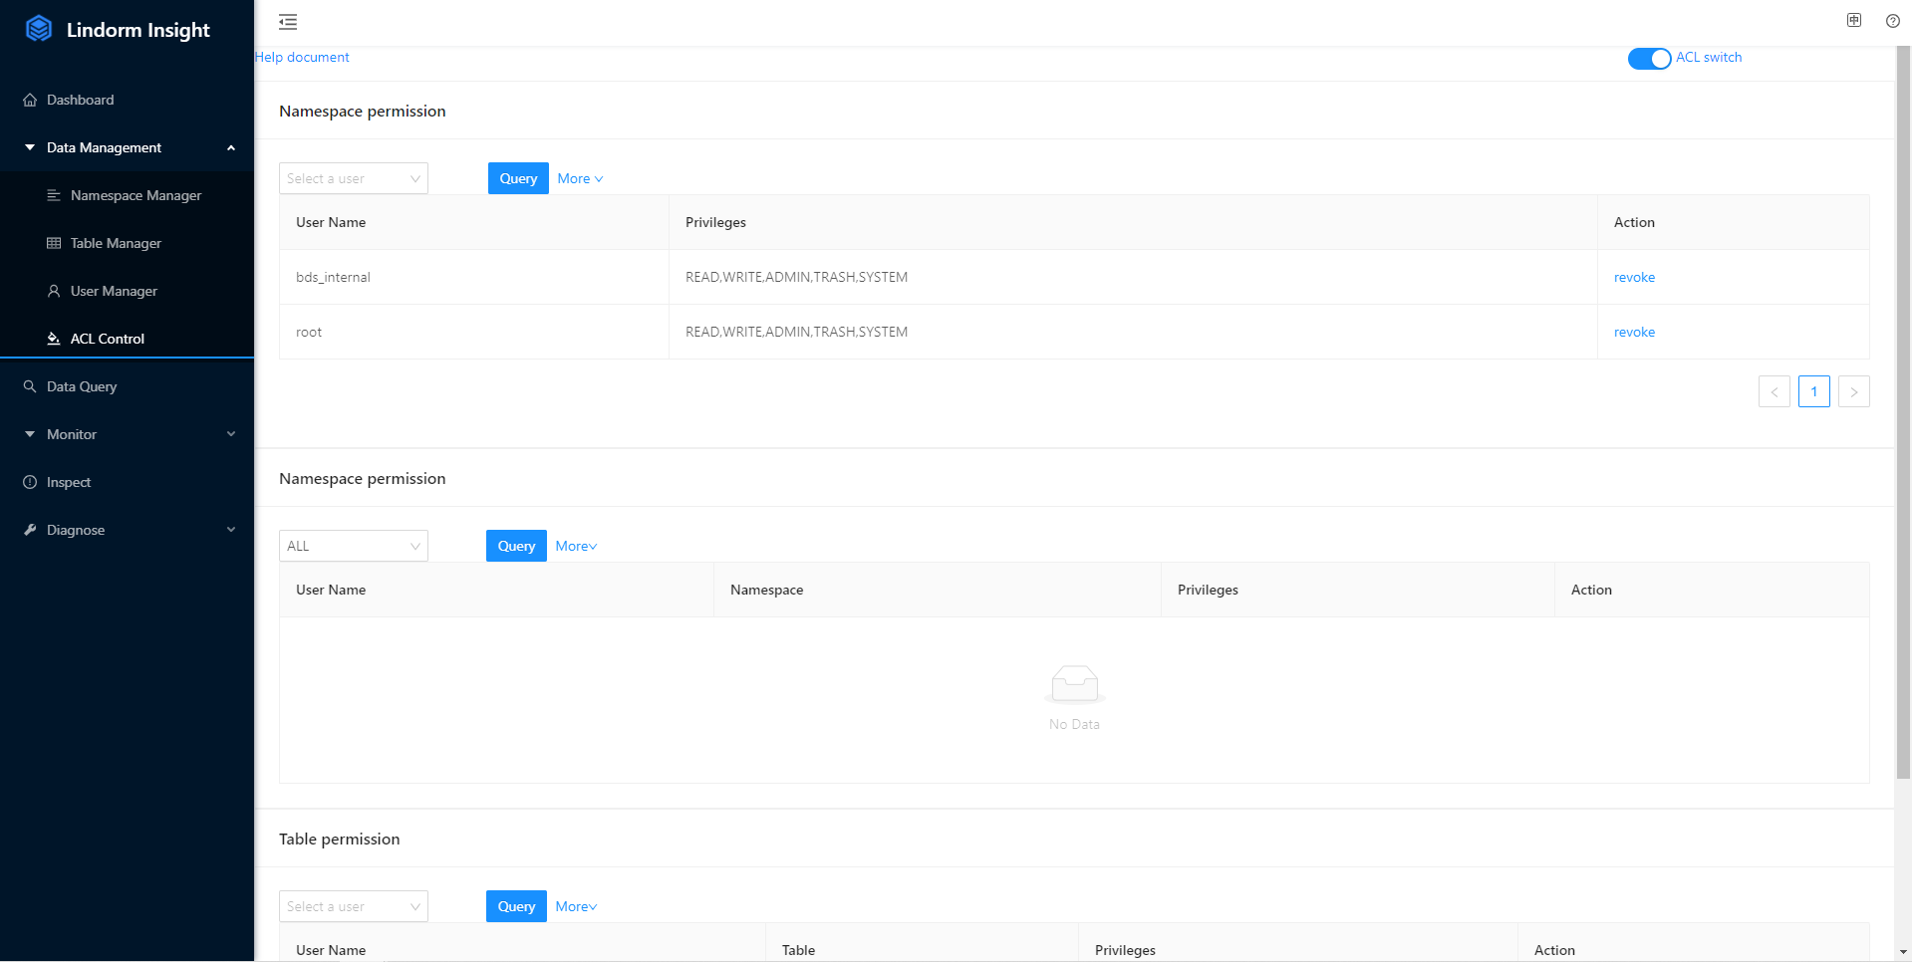 Lindorm Insight
中
Help document
ACL switch
Dashboard
Data Management
Namespace Manager
Table Manager
User Manager
ACL Control
Data Query
Monitor
Inspect
Diagnose
Namespace permission
Select a user
Query
More
User Name
Privileges
Action
bds_internal
READ,WRITE,ADMIN,TRASH,SYSTEM
revoke
root
READ,WRITE,ADMIN,TRASH,SYSTEM
revoke
< 1 >
Namespace permission
ALL
Query
More
User Name
Namespace
Privileges
Action
No Data
Table permission
Select a user
Query
More
User Name
Table
Privileges
Action